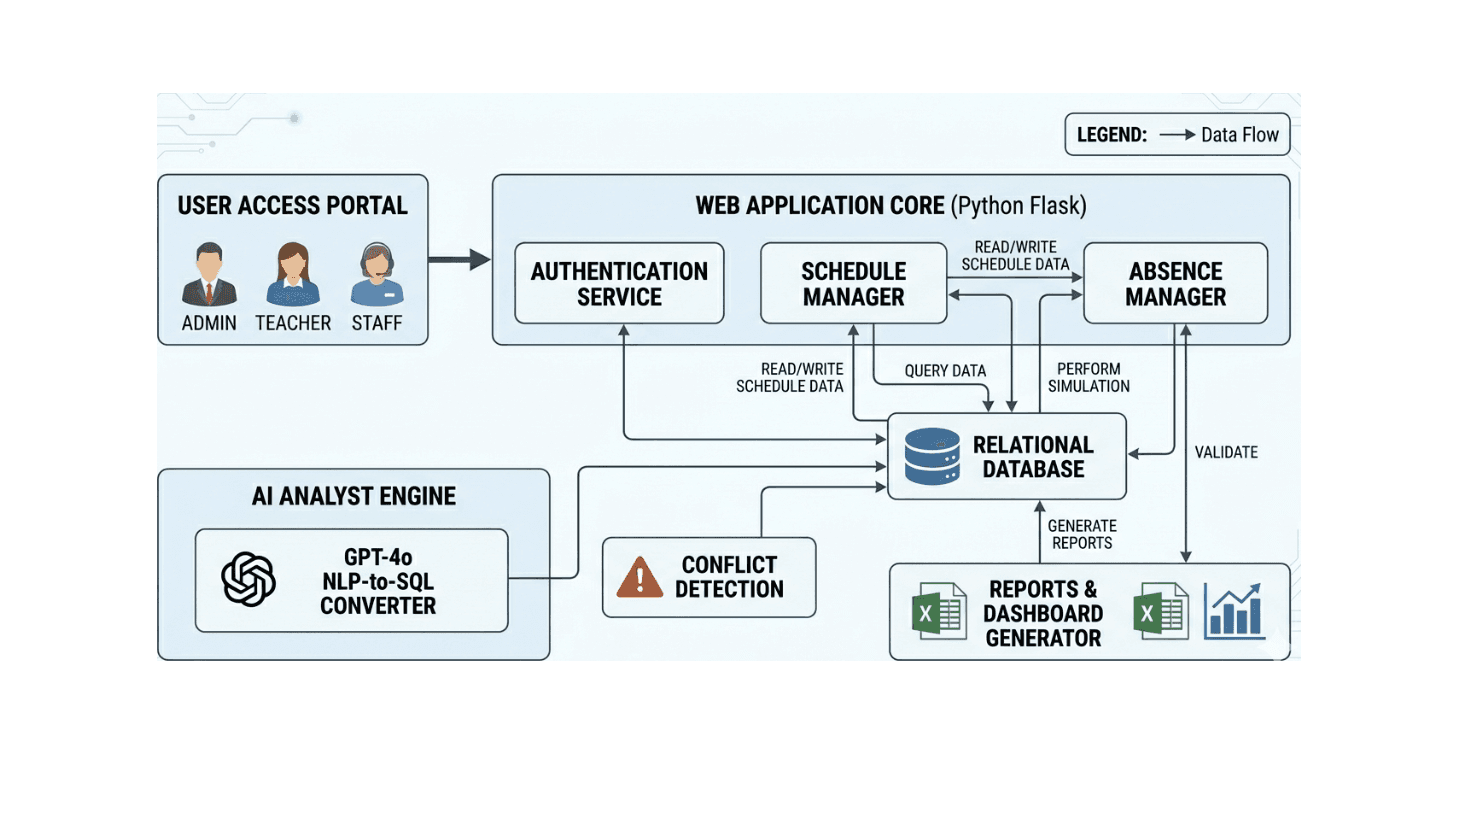 LEGEND: Data Flow
USER ACCESS PORTAL
ADMIN TEACHER STAFF
WEB APPLICATION CORE (Python Flask)
AUTHENTICATION
SERVICE
SCHEDULE
MANAGER
READ/WRITE
SCHEDULE DATA
ABSENCE
MANAGER
READ/WRITE
SCHEDULE DATA
QUERY DATA
PERFORM
SIMULATION
RELATIONAL
DATABASE
VALIDATE
AI ANALYST ENGINE
GPT-4o
NLP-to-SQL
CONVERTER
CONFLICT
DETECTION
GENERATE
REPORTS
X
REPORTS &
DASHBOARD
GENERATOR
X